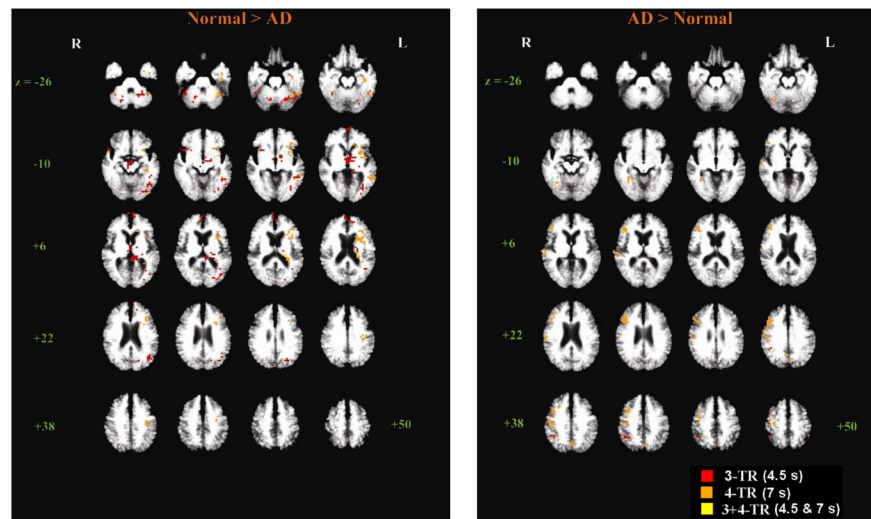 Normal > AD
R
L
z = -26
-10
+6
+22
+38
+50
AD > Normal
R
L
-26
-10
+6
+22
+38
+50
3-TR (4.5 s)
4-TR (7 s)
3+4-TR (4.5 & 7 s)